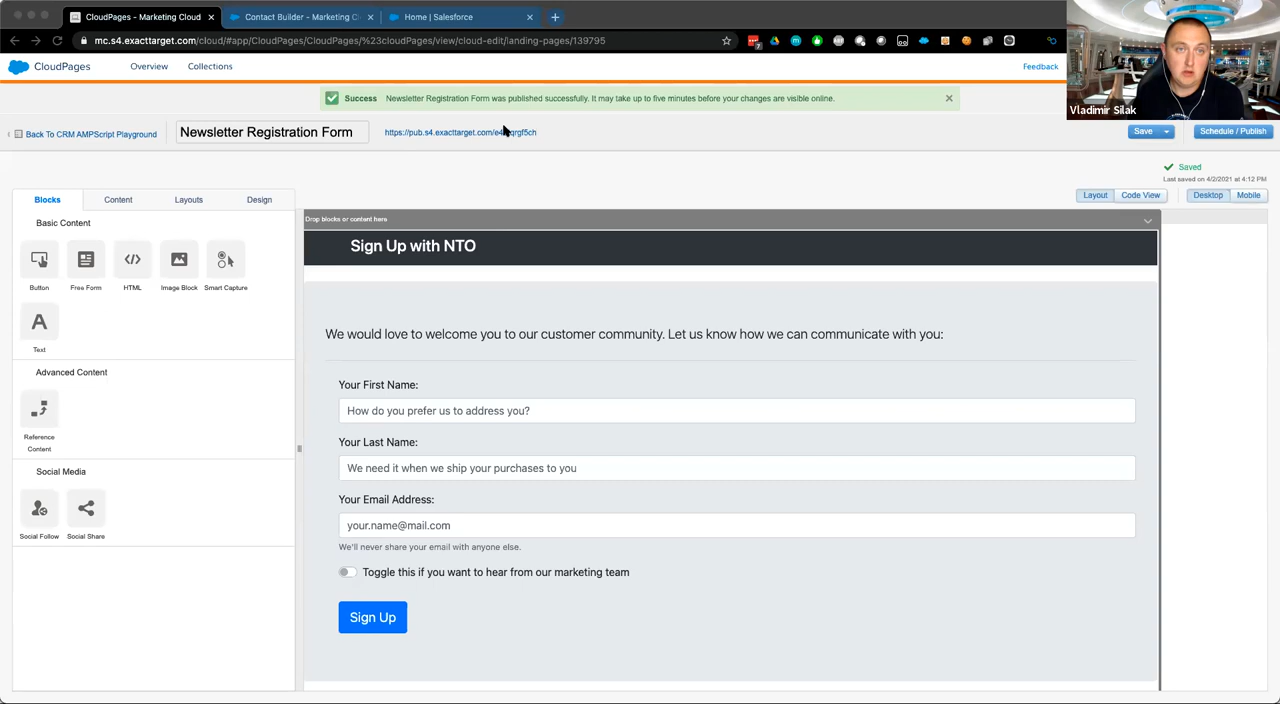 CloudPages - Marketing Cloud
Contact Builder - Marketing Cl
Home | Salesforce
mc.s4.exacttarget.com/cloud/#app/CloudPages/CloudPages/%23cloudPages/view/cloud-edit/landing-pages/139795
7
CloudPages
Overview
Collections
Feedback
Vladimir Silak
Success Newsletter Registration Form was published successfully. It may take up to five minutes before your changes are visible online.
Back To CRM AMPScript Playground
Newsletter Registration Form
Save
Schedule / Publish
Saved
Last saved on 4/2/2021 at 4:12 PM
Blocks
Content
Layouts
Design
Layout
Code View
Desktop
Mobile
Basic Content
Button
Free Form
HTML
Image Block
Smart Capture
Text
Advanced Content
Reference
Content
Social Media
Social Follow
Social Share
Drop blocks or content here
Sign Up with NTO
We would love to welcome you to our customer community. Let us know how we can communicate with you:
Your First Name:
How do you prefer us to address you?
Your Last Name:
We need it when we ship your purchases to you
Your Email Address:
your.name@mail.com
We'll never share your email with anyone else.
Toggle this if you want to hear from our marketing team
Sign Up